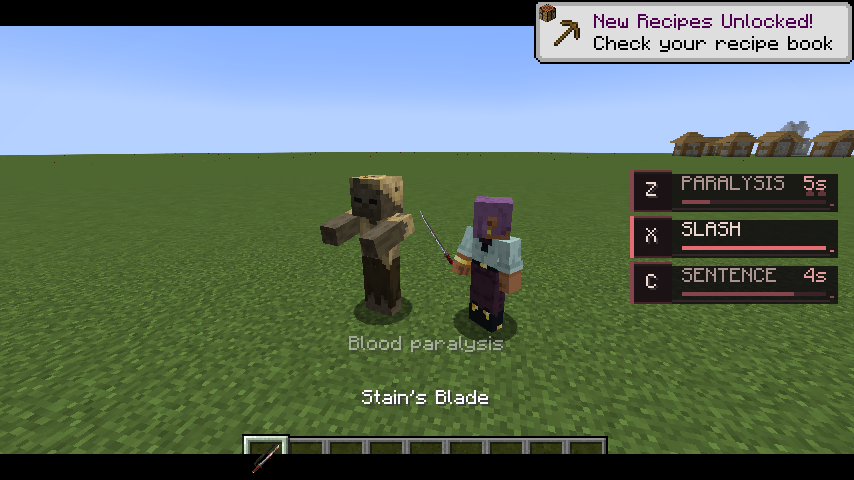 New Recipes Unlocked!
Check your recipe book
Z PARALYSIS 5s
X SLASH
C SENTENCE 4s
Blood paralysis
Stain's Blade